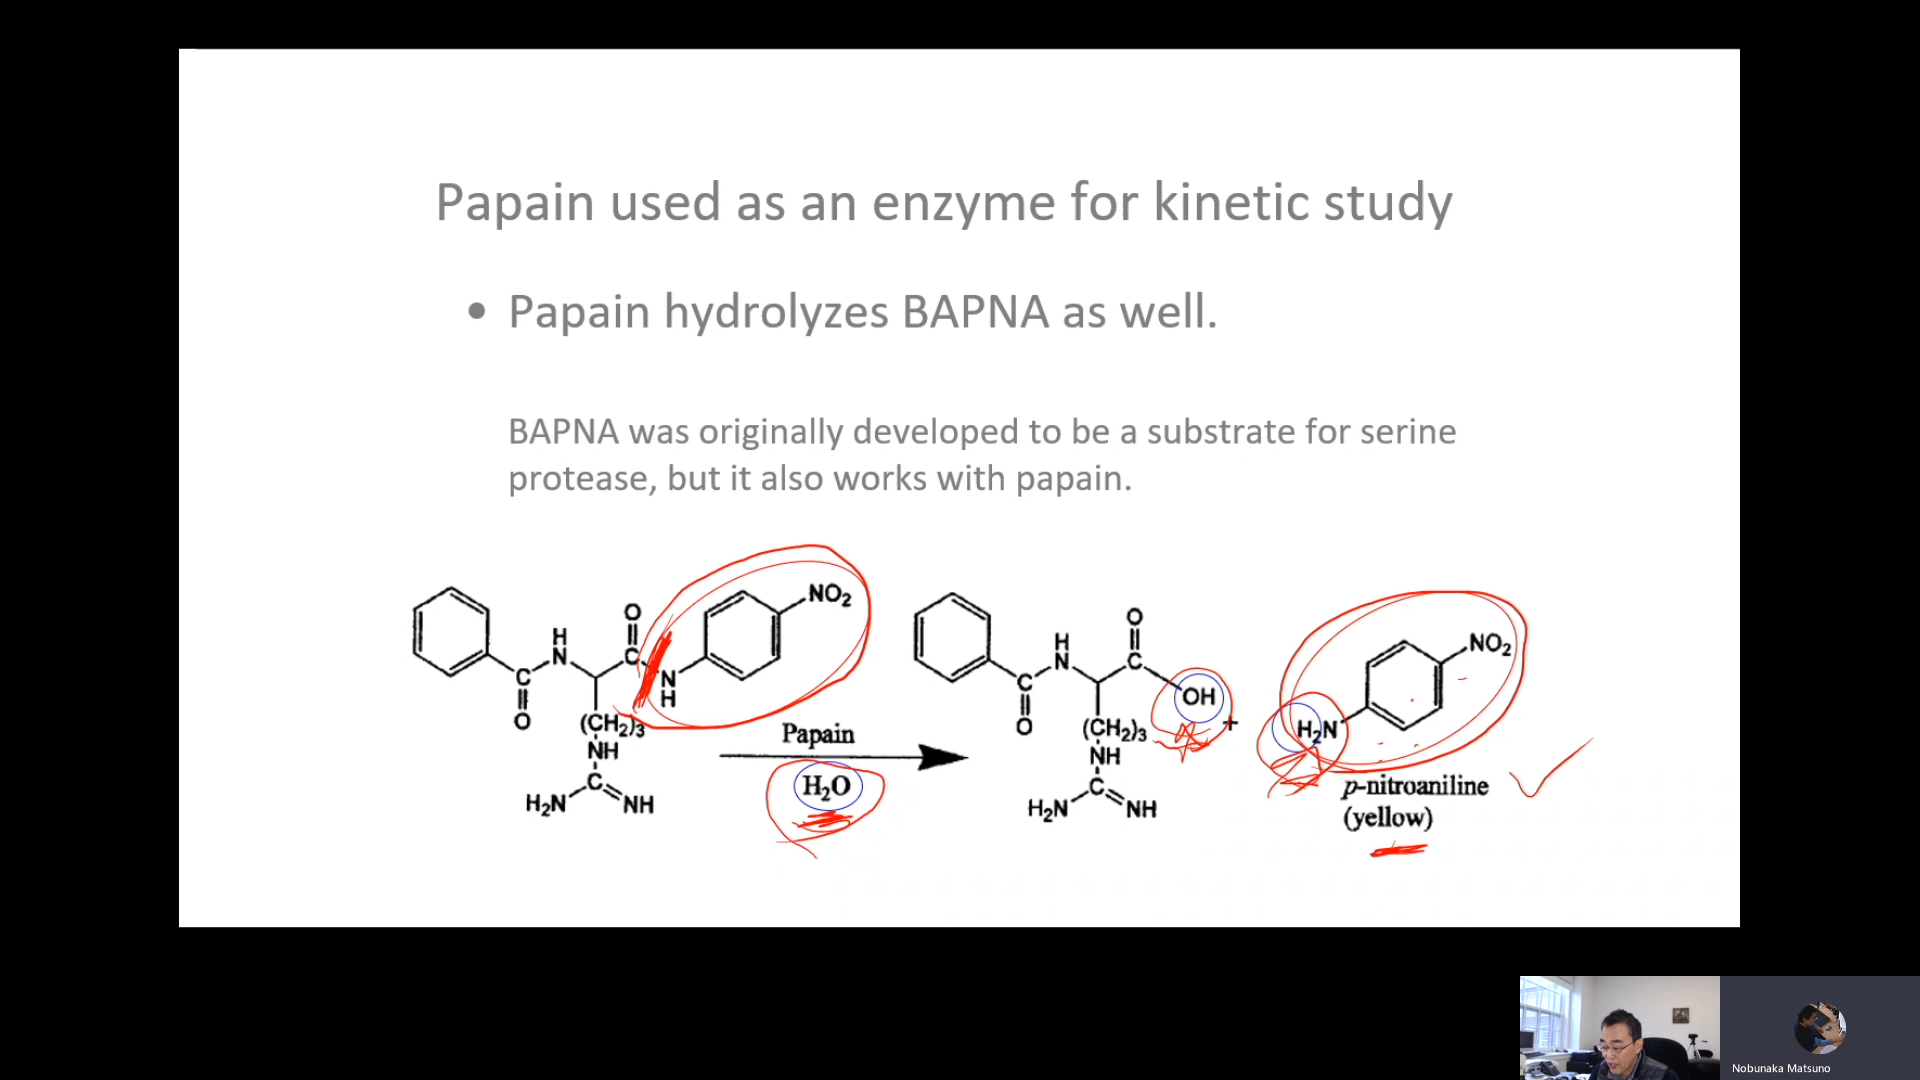 Papain used as an enzyme for kinetic study
• Papain hydrolyzes BAPNA as well.
BAPNA was originally developed to be a substrate for serine
protease, but it also works with papain.
NO2
O
H
N
C
C
N
H
O
(CH2)3
NH
C
H2N
NH
Papain
H2O
O
H
N
C
C
OH
O
(CH2)3
NH
C
H2N
NH
+
NO2
H2N
p-nitroaniline
(yellow)
Nobunaka Matsuno